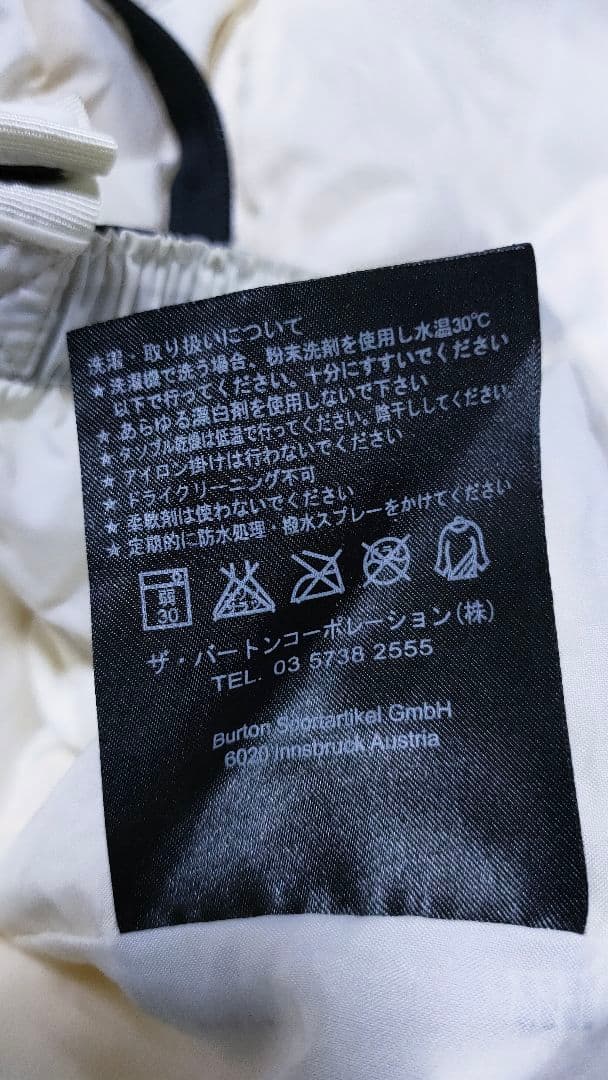 洗濯・取り扱いについて
★ 洗濯機で洗う場合、粉末洗剤を使用し水温30℃
以下で行ってください。十分にすすいでください
★ あらゆる漂白剤を使用しないで下さい
★ タンブル乾燥は低温で行ってください。陰干ししてください。
★ アイロン掛けは行わないでください
★ ドライクリーニング不可
★ 柔軟剤は使わないでください
★ 定期的に防水処理・撥水スプレーをかけてください
弱
30
ザ・バートンコーポレーション(株)
TEL. 03 5738 2555
Burton Sportartikel GmbH
6020 Innsbruck Austria